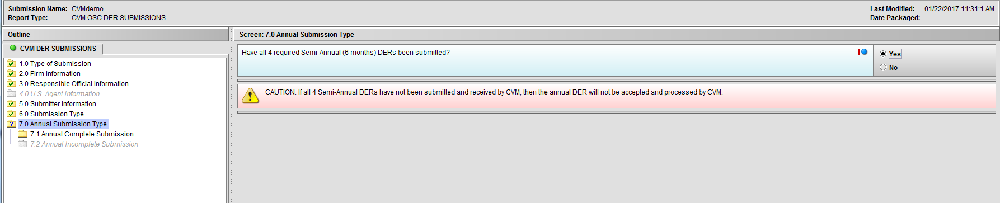 Submission Name: CVMdemo
Report Type: CVM OSC DER SUBMISSIONS
Last Modified: 01/22/2017 11:31:1 AM
Date Packaged:
Outline
CVM DER SUBMISSIONS
1.0 Type of Submission
2.0 Firm Information
3.0 Responsible Official Information
4.0 U.S. Agent Information
5.0 Submitter Information
6.0 Submission Type
7.0 Annual Submission Type
7.1 Annual Complete Submission
7.2 Annual Incomplete Submission
Screen: 7.0 Annual Submission Type
Have all 4 required Semi-Annual (6 months) DERs been submitted?
Yes
No
CAUTION: If all 4 Semi-Annual DERs have not been submitted and received by CVM, then the annual DER will not be accepted and processed by CVM.